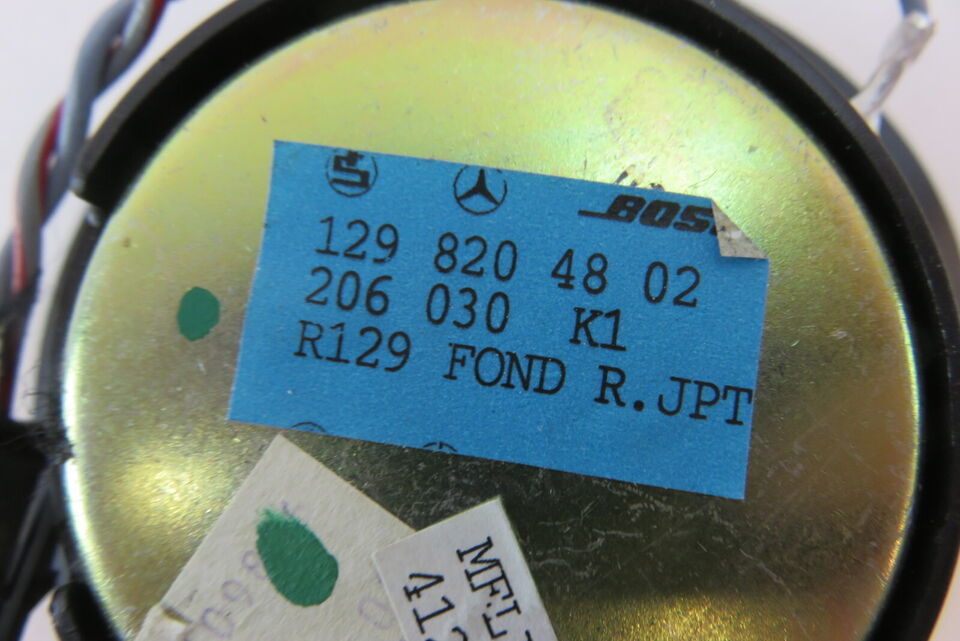 BOSE
129 820 48 02
206 030 K1
R129 FOND R.JPT